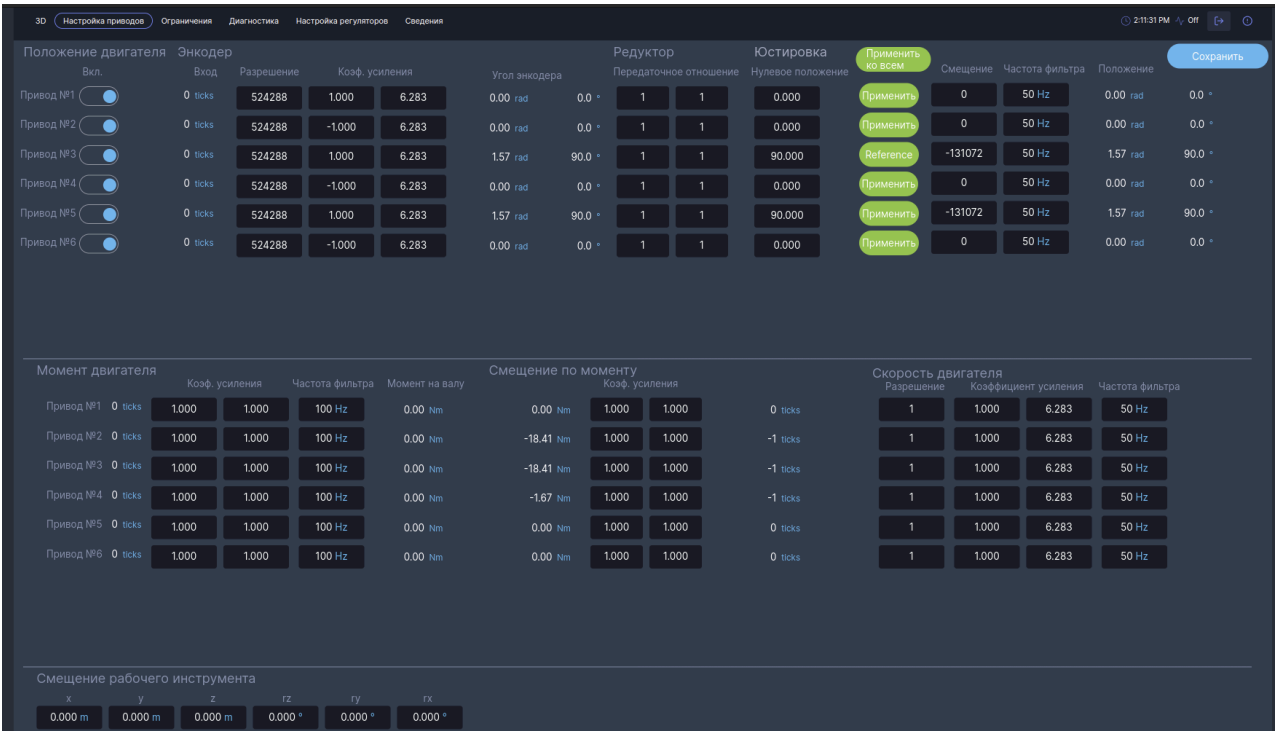 3D Настройка приводов Ограничения Диагностика Настройка регуляторов Сведения 2:11:31 PM Off
Положение двигателя Энкодер Редуктор Юстировка Применить ко всем Сохранить
Вкл. Вход Разрешение Коэф. усиления Угол энкодера Передаточное отношение Нулевое положение Смещение Частота фильтра Положение
Привод №1 0 ticks 524288 1.000 6.283 0.00 rad 0.0 ° 1 1 0.000 Применить 0 50 Hz 0.00 rad 0.0 °
Привод №2 0 ticks 524288 -1.000 6.283 0.00 rad 0.0 ° 1 1 0.000 Применить 0 50 Hz 0.00 rad 0.0 °
Привод №3 0 ticks 524288 1.000 6.283 1.57 rad 90.0 ° 1 1 90.000 Reference -131072 50 Hz 1.57 rad 90.0 °
Привод №4 0 ticks 524288 -1.000 6.283 0.00 rad 0.0 ° 1 1 0.000 Применить 0 50 Hz 0.00 rad 0.0 °
Привод №5 0 ticks 524288 1.000 6.283 1.57 rad 90.0 ° 1 1 90.000 Применить -131072 50 Hz 1.57 rad 90.0 °
Привод №6 0 ticks 524288 -1.000 6.283 0.00 rad 0.0 ° 1 1 0.000 Применить 0 50 Hz 0.00 rad 0.0 °
Момент двигателя Смещение по моменту Скорость двигателя
Коэф. усиления Частота фильтра Момент на валу Коэф. усиления Разрешение Коэффициент усиления Частота фильтра
Привод №1 0 ticks 1.000 1.000 100 Hz 0.00 Nm 0.00 Nm 1.000 1.000 0 ticks 1 1.000 6.283 50 Hz
Привод №2 0 ticks 1.000 1.000 100 Hz 0.00 Nm -18.41 Nm 1.000 1.000 -1 ticks 1 1.000 6.283 50 Hz
Привод №3 0 ticks 1.000 1.000 100 Hz 0.00 Nm -18.41 Nm 1.000 1.000 -1 ticks 1 1.000 6.283 50 Hz
Привод №4 0 ticks 1.000 1.000 100 Hz 0.00 Nm -1.67 Nm 1.000 1.000 -1 ticks 1 1.000 6.283 50 Hz
Привод №5 0 ticks 1.000 1.000 100 Hz 0.00 Nm 0.00 Nm 1.000 1.000 0 ticks 1 1.000 6.283 50 Hz
Привод №6 0 ticks 1.000 1.000 100 Hz 0.00 Nm 0.00 Nm 1.000 1.000 0 ticks 1 1.000 6.283 50 Hz
Смещение рабочего инструмента
x y z rz ry rx
0.000 m 0.000 m 0.000 m 0.000 ° 0.000 ° 0.000 °